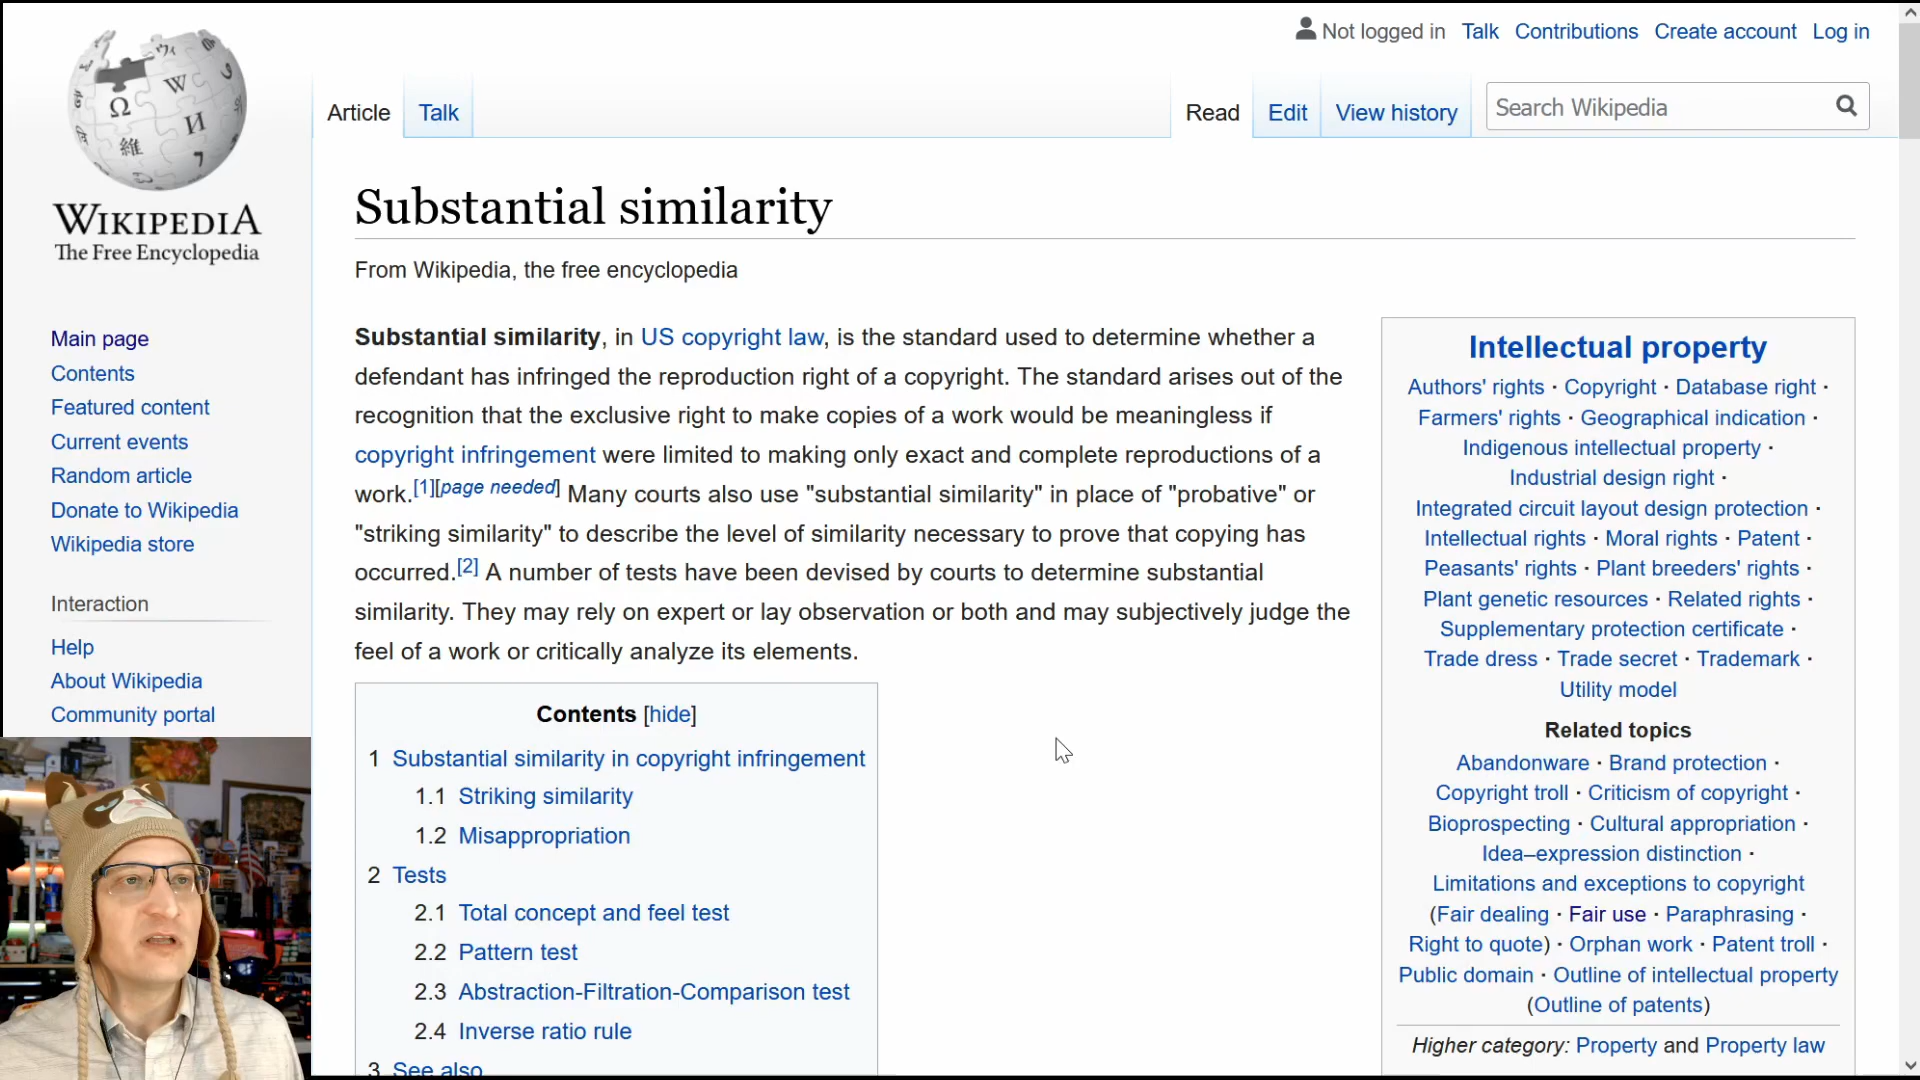 Not logged in Talk Contributions Create account Log in
Article Talk Read Edit View history Search Wikipedia
Ω W И 維
WIKIPEDIA
The Free Encyclopedia
Main page
Contents
Featured content
Current events
Random article
Donate to Wikipedia
Wikipedia store
Interaction
Help
About Wikipedia
Community portal
Substantial similarity
From Wikipedia, the free encyclopedia
Substantial similarity, in US copyright law, is the standard used to determine whether a
defendant has infringed the reproduction right of a copyright. The standard arises out of the
recognition that the exclusive right to make copies of a work would be meaningless if
copyright infringement were limited to making only exact and complete reproductions of a
work.[1][page needed] Many courts also use "substantial similarity" in place of "probative" or
"striking similarity" to describe the level of similarity necessary to prove that copying has
occurred.[2] A number of tests have been devised by courts to determine substantial
similarity. They may rely on expert or lay observation or both and may subjectively judge the
feel of a work or critically analyze its elements.
Contents [hide]
1 Substantial similarity in copyright infringement
1.1 Striking similarity
1.2 Misappropriation
2 Tests
2.1 Total concept and feel test
2.2 Pattern test
2.3 Abstraction-Filtration-Comparison test
2.4 Inverse ratio rule
3 See also
Intellectual property
Authors' rights · Copyright · Database right ·
Farmers' rights · Geographical indication ·
Indigenous intellectual property ·
Industrial design right ·
Integrated circuit layout design protection ·
Intellectual rights · Moral rights · Patent ·
Peasants' rights · Plant breeders' rights ·
Plant genetic resources · Related rights ·
Supplementary protection certificate ·
Trade dress · Trade secret · Trademark ·
Utility model
Related topics
Abandonware · Brand protection ·
Copyright troll · Criticism of copyright ·
Bioprospecting · Cultural appropriation ·
Idea–expression distinction ·
Limitations and exceptions to copyright
(Fair dealing · Fair use · Paraphrasing ·
Right to quote) · Orphan work · Patent troll ·
Public domain · Outline of intellectual property
(Outline of patents)
Higher category: Property and Property law